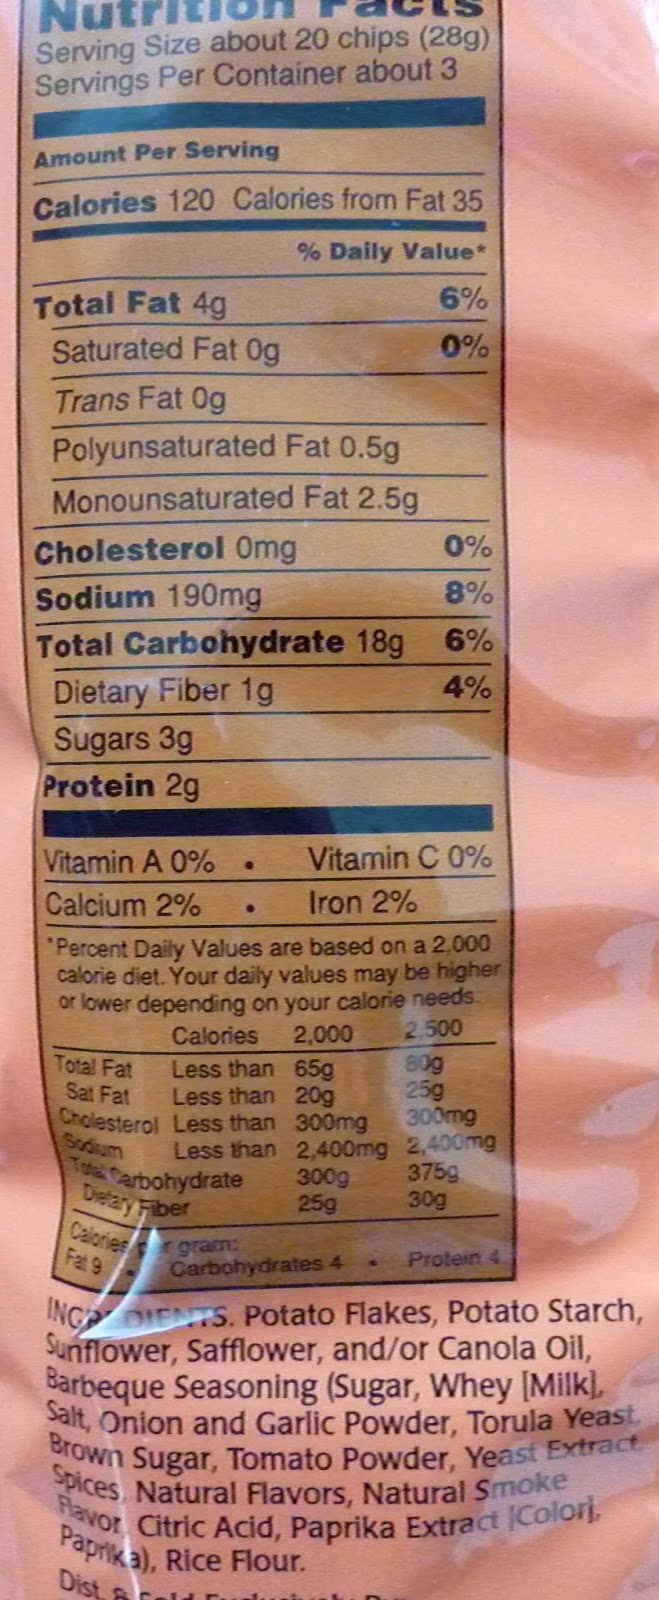 Nutrition Facts
Serving Size about 20 chips (28g)
Servings Per Container about 3
Amount Per Serving
Calories 120 Calories from Fat 35
% Daily Value*
Total Fat 4g 6%
Saturated Fat 0g 0%
Trans Fat 0g
Polyunsaturated Fat 0.5g
Monounsaturated Fat 2.5g
Cholesterol 0mg 0%
Sodium 190mg 8%
Total Carbohydrate 18g 6%
Dietary Fiber 1g 4%
Sugars 3g
Protein 2g
Vitamin A 0% • Vitamin C 0%
Calcium 2% • Iron 2%
*Percent Daily Values are based on a 2,000
calorie diet. Your daily values may be higher
or lower depending on your calorie needs:
Calories 2,000 2,500
Total Fat Less than 65g 80g
Sat Fat Less than 20g 25g
Cholesterol Less than 300mg 300mg
Sodium Less than 2,400mg 2,400mg
Total Carbohydrate 300g 375g
Dietary Fiber 25g 30g
Calories per gram:
Fat 9 • Carbohydrates 4 • Protein 4
INGREDIENTS. Potato Flakes, Potato Starch,
Sunflower, Safflower, and/or Canola Oil,
Barbeque Seasoning (Sugar, Whey [Milk],
Salt, Onion and Garlic Powder, Torula Yeast,
Brown Sugar, Tomato Powder, Yeast Extract,
Spices, Natural Flavors, Natural Smoke
Flavor, Citric Acid, Paprika Extract [Color],
Paprika), Rice Flour.
Dist. & Sold Exclusively